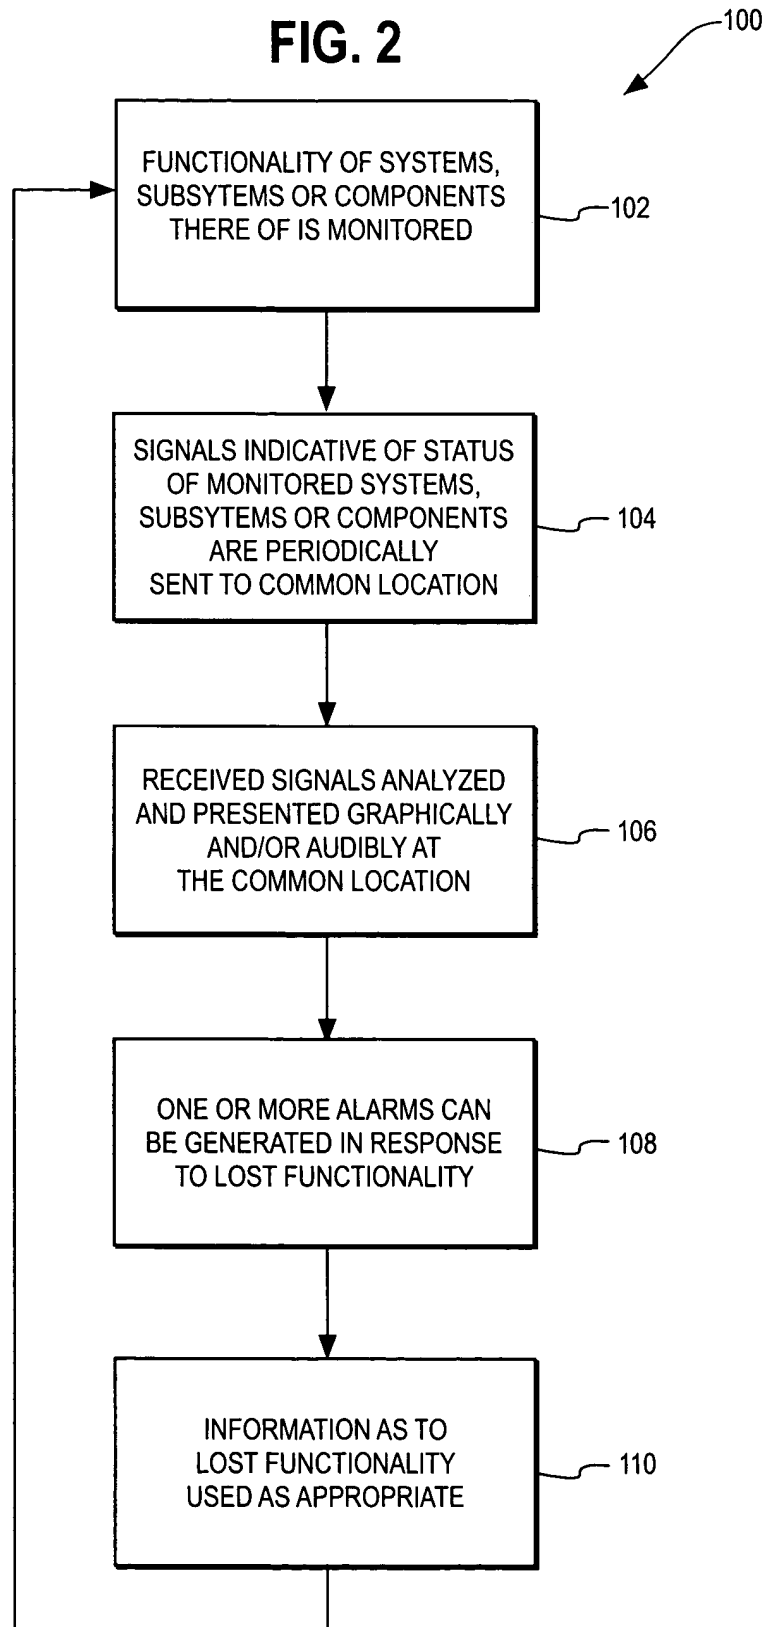 FIG. 2
100
FUNCTIONALITY OF SYSTEMS,
SUBSYTEMS OR COMPONENTS
THERE OF IS MONITORED
102
SIGNALS INDICATIVE OF STATUS
OF MONITORED SYSTEMS,
SUBSYTEMS OR COMPONENTS
ARE PERIODICALLY
SENT TO COMMON LOCATION
104
RECEIVED SIGNALS ANALYZED
AND PRESENTED GRAPHICALLY
AND/OR AUDIBLY AT
THE COMMON LOCATION
106
ONE OR MORE ALARMS CAN
BE GENERATED IN RESPONSE
TO LOST FUNCTIONALITY
108
INFORMATION AS TO
LOST FUNCTIONALITY
USED AS APPROPRIATE
110